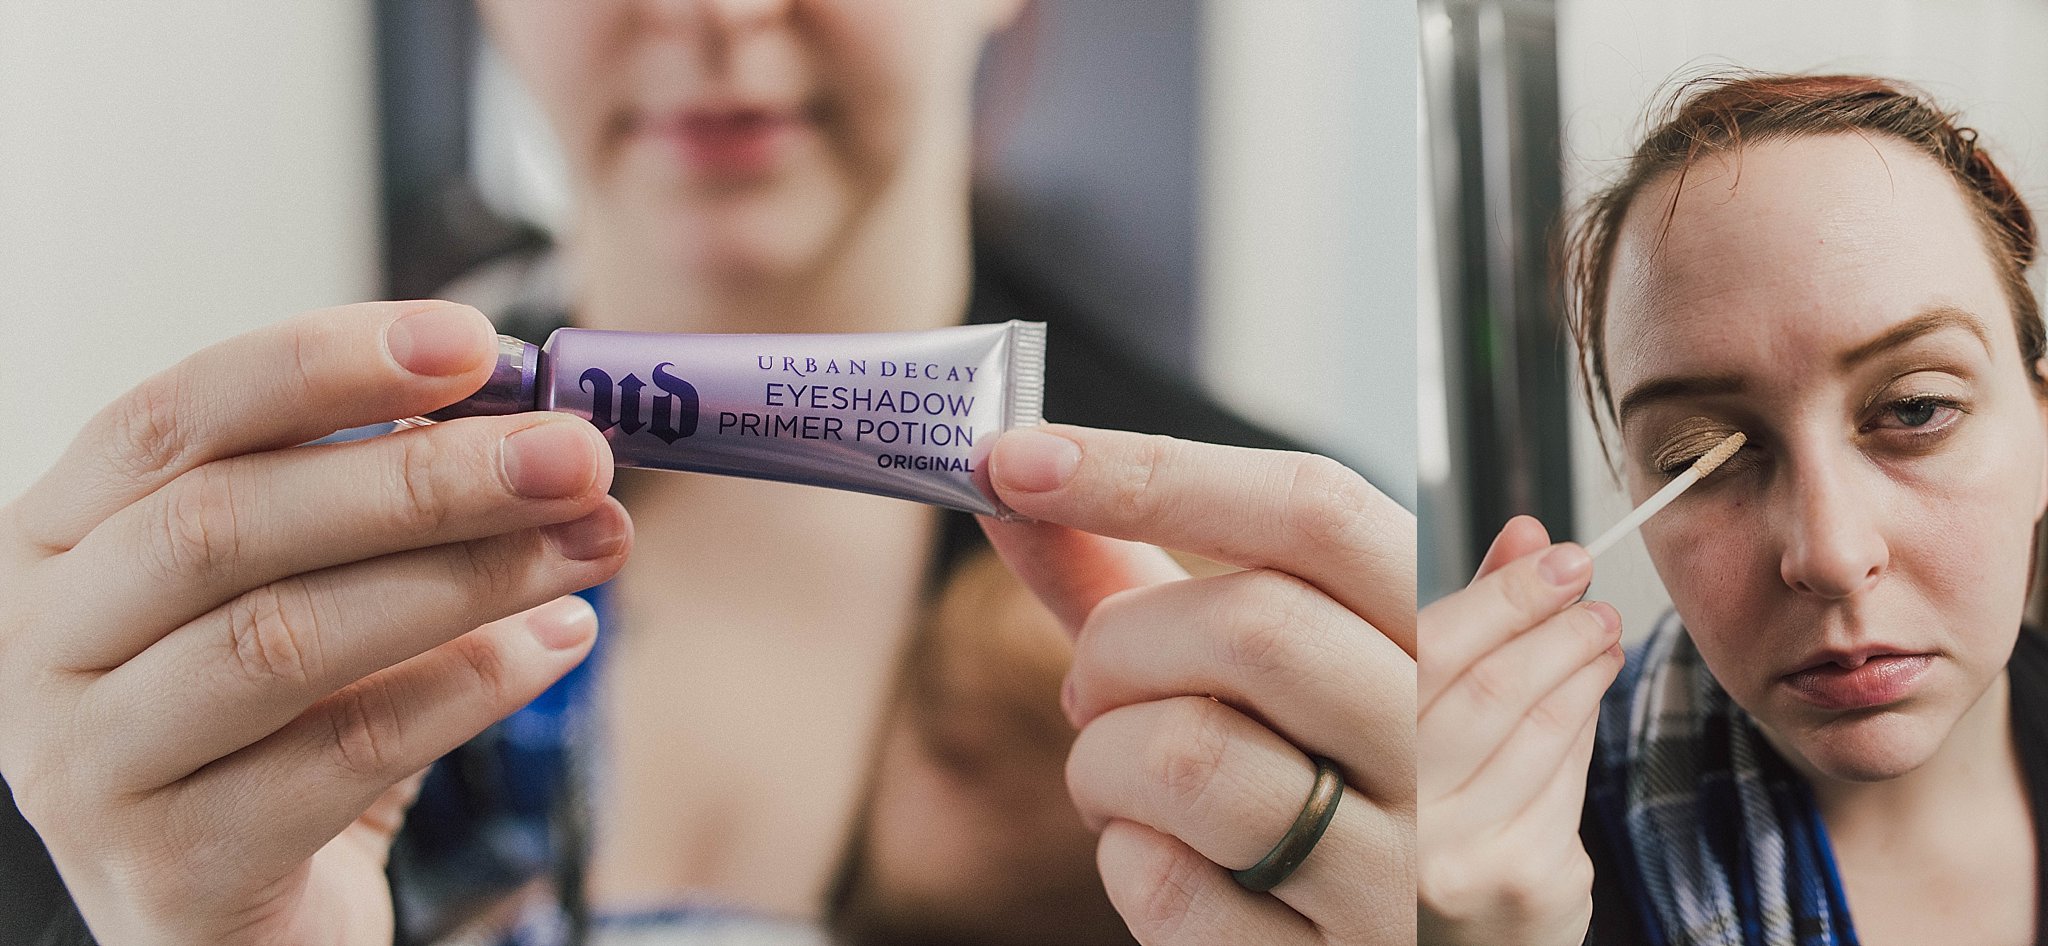 ud
URBAN DECAY
EYESHADOW
PRIMER POTION
ORIGINAL